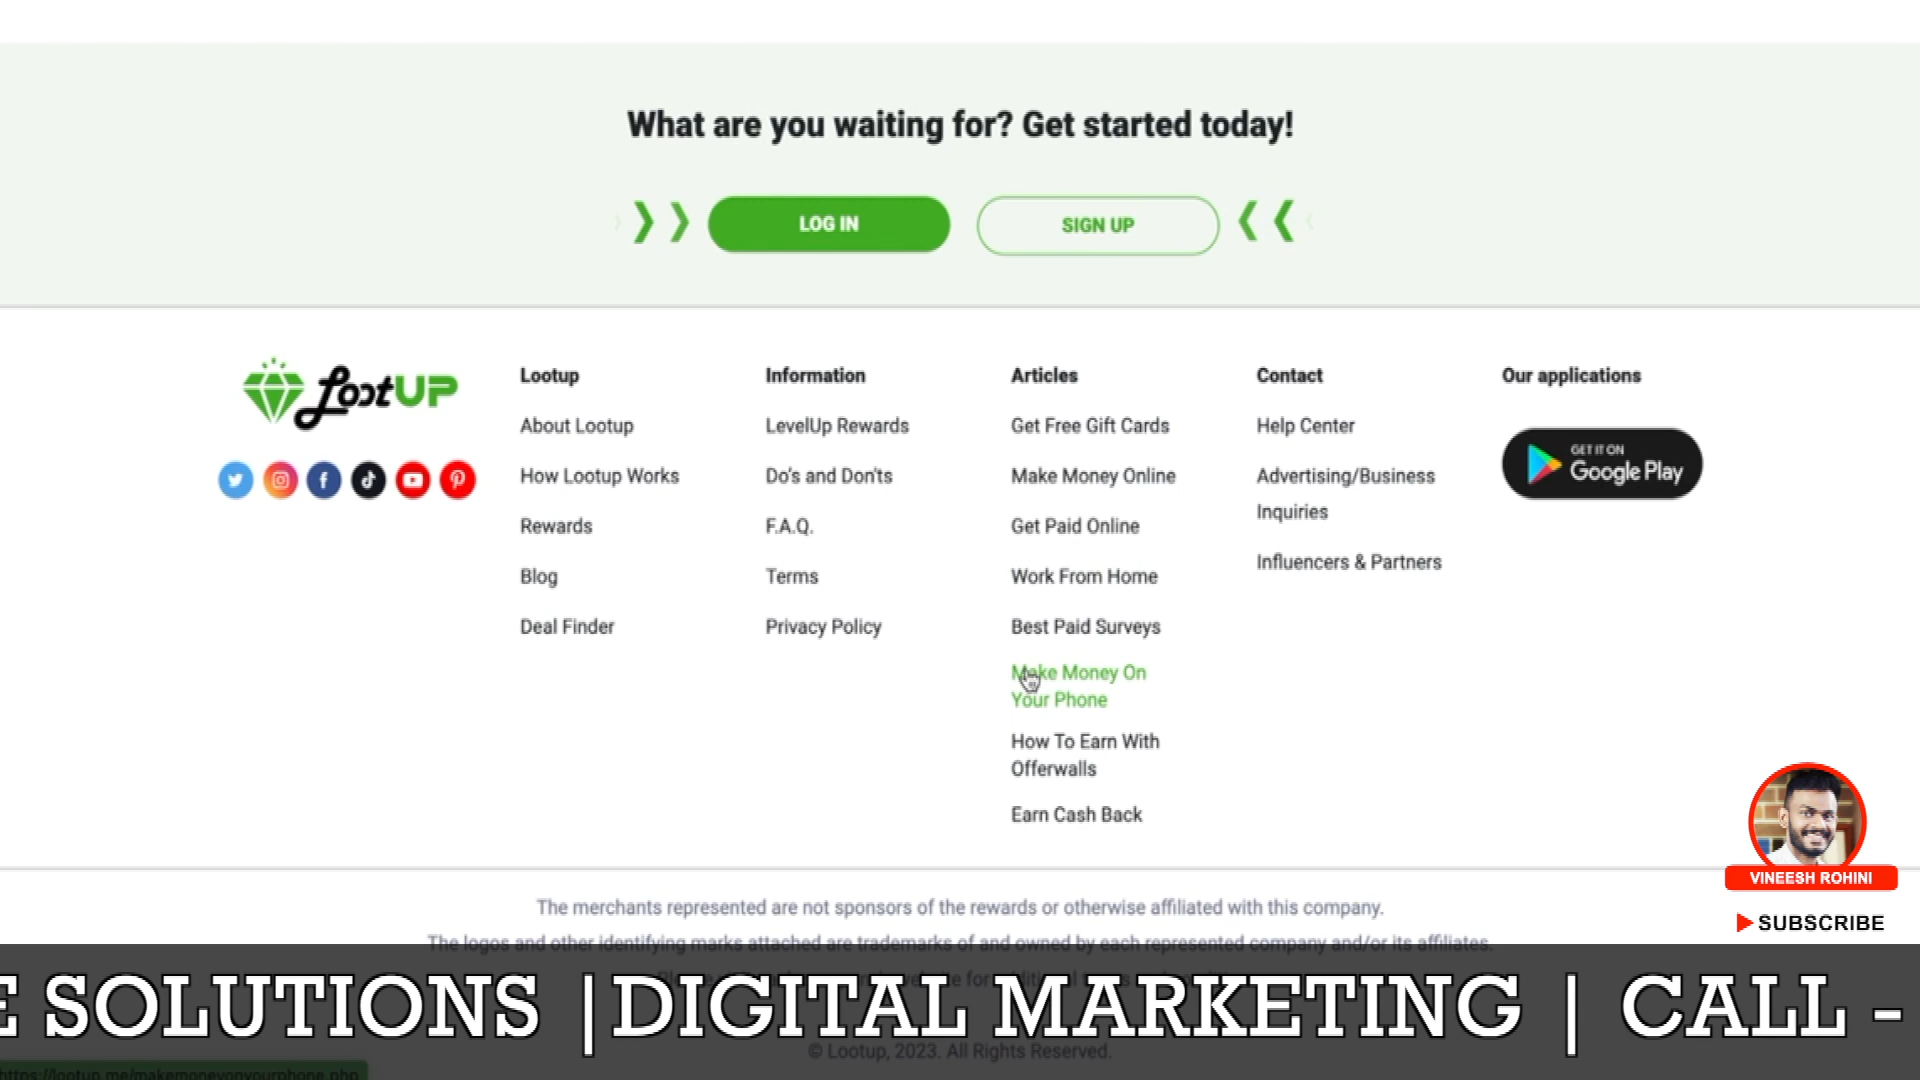 What are you waiting for? Get started today!
LOG IN
SIGN UP
LootUP
Lootup
About Lootup
How Lootup Works
Rewards
Blog
Deal Finder
Information
LevelUp Rewards
Do's and Don'ts
F.A.Q.
Terms
Privacy Policy
Articles
Get Free Gift Cards
Make Money Online
Get Paid Online
Work From Home
Best Paid Surveys
Make Money On
Your Phone
How To Earn With
Offerwalls
Earn Cash Back
Contact
Help Center
Advertising/Business
Inquiries
Influencers & Partners
Our applications
GET IT ON
Google Play
VINEESH ROHINI
SUBSCRIBE
The merchants represented are not sponsors of the rewards or otherwise affiliated with this company.
The logos and other identifying marks attached are trademarks of and owned by each represented company and/or its affiliates.
E SOLUTIONS |DIGITAL MARKETING | CALL -
© Lootup, 2023. All Rights Reserved.
https://lootup.me/makemoneyonyourphone.php